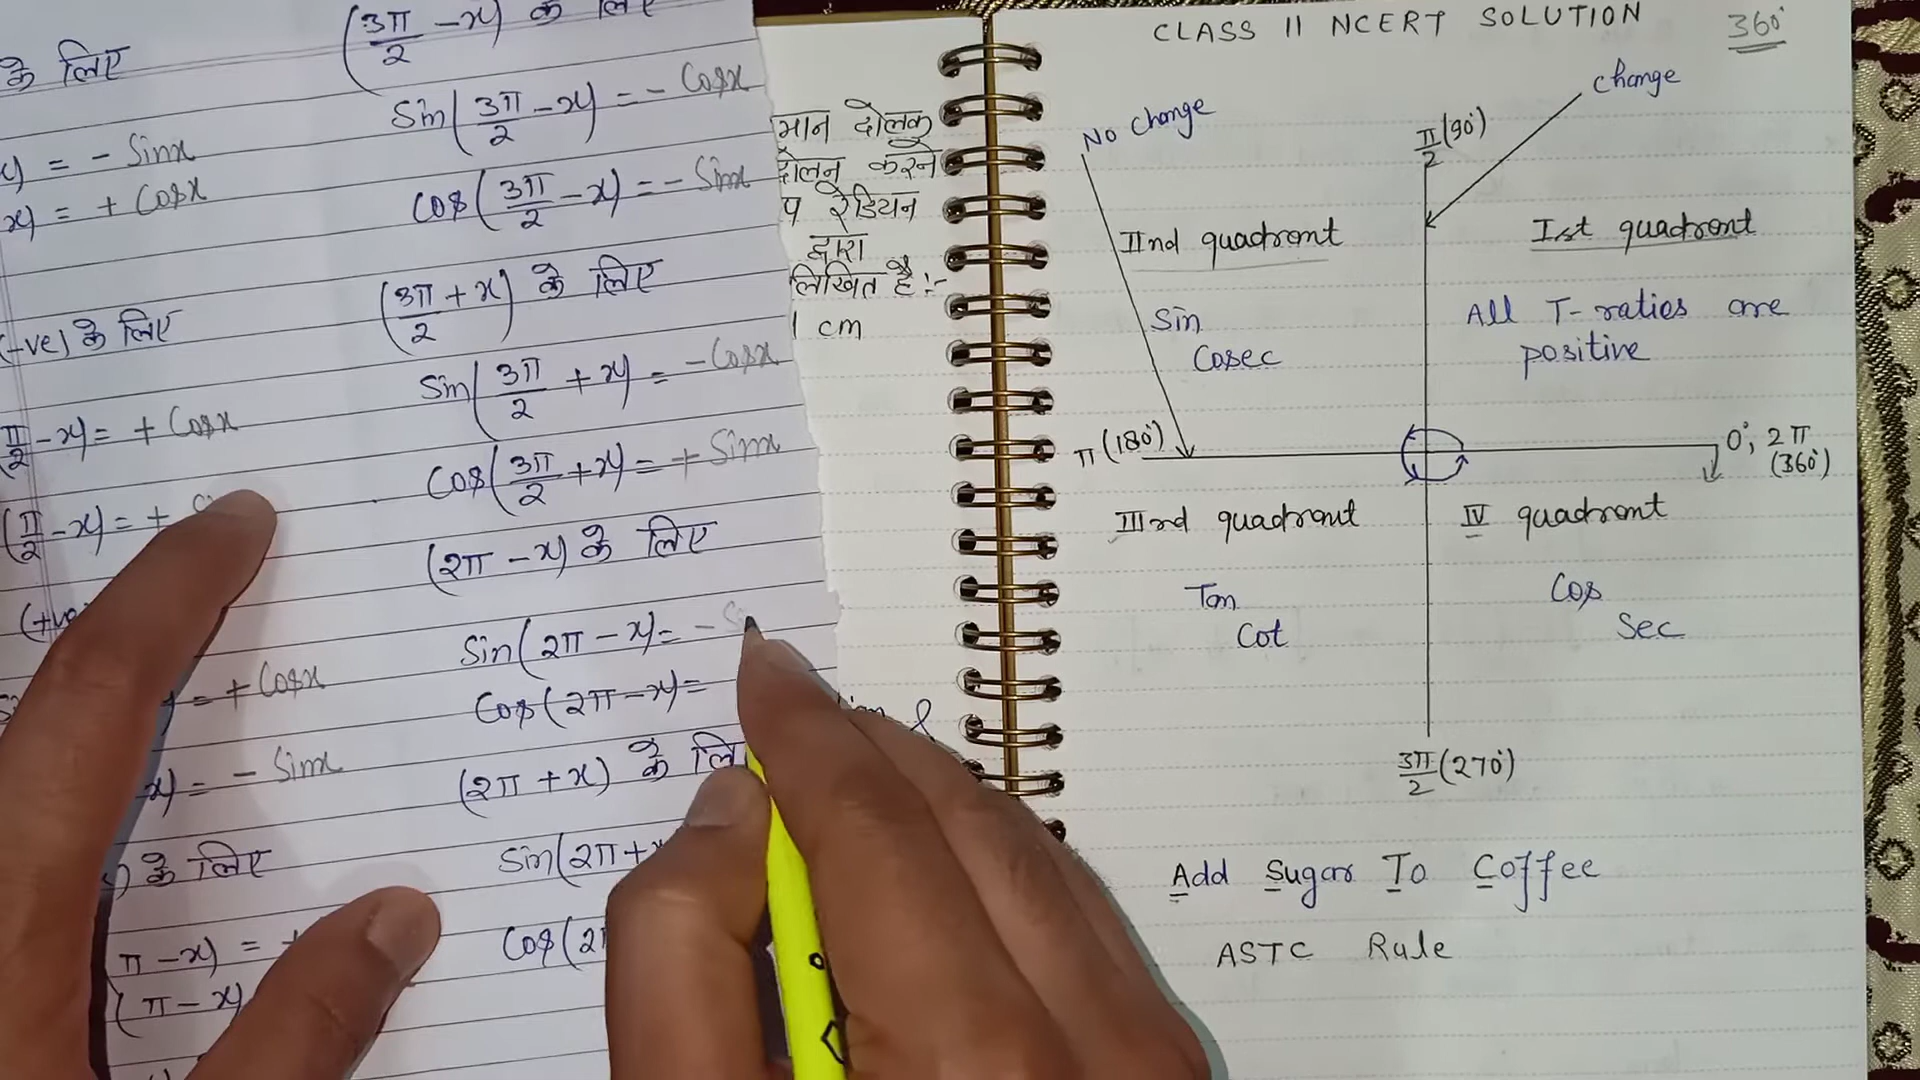 के लिए
) = - Sinx
x) = + Cosx
(-ve) के लिए
π/2 - x) = + Cosx
(π/2 - x) = +
(+ve
= + Cosx
x) = - Sinx
) के लिए
π - x) =
(π - x)
(3π/2 - x) के लिए
Sin(3π/2 - x) = - Cosx
Cos(3π/2 - x) = - Sinx
(3π/2 + x) के लिए
Sin(3π/2 + x) = - Cosx
Cos(3π/2 + x) = + Sinx
(2π - x) के लिए
Sin(2π - x) = - S
Cos(2π - x) =
(2π + x) के लि
Sin(2π + x
Cos(2π
मान दोलक
दोलन करने
प रेडियन
द्वारा
लिखित है :-
1 cm
CLASS 11 NCERT SOLUTION
360°
Change
No Change
π/2 (90°)
IInd quadrant
Ist quadrant
Sin
Cosec
All T-ratios are
positive
π (180°)
0°, 2π
(360°)
IIIrd quadrant
IV quadrant
Tan
Cot
Cos
Sec
3π/2 (270°)
Add Sugar To Coffee
ASTC Rule